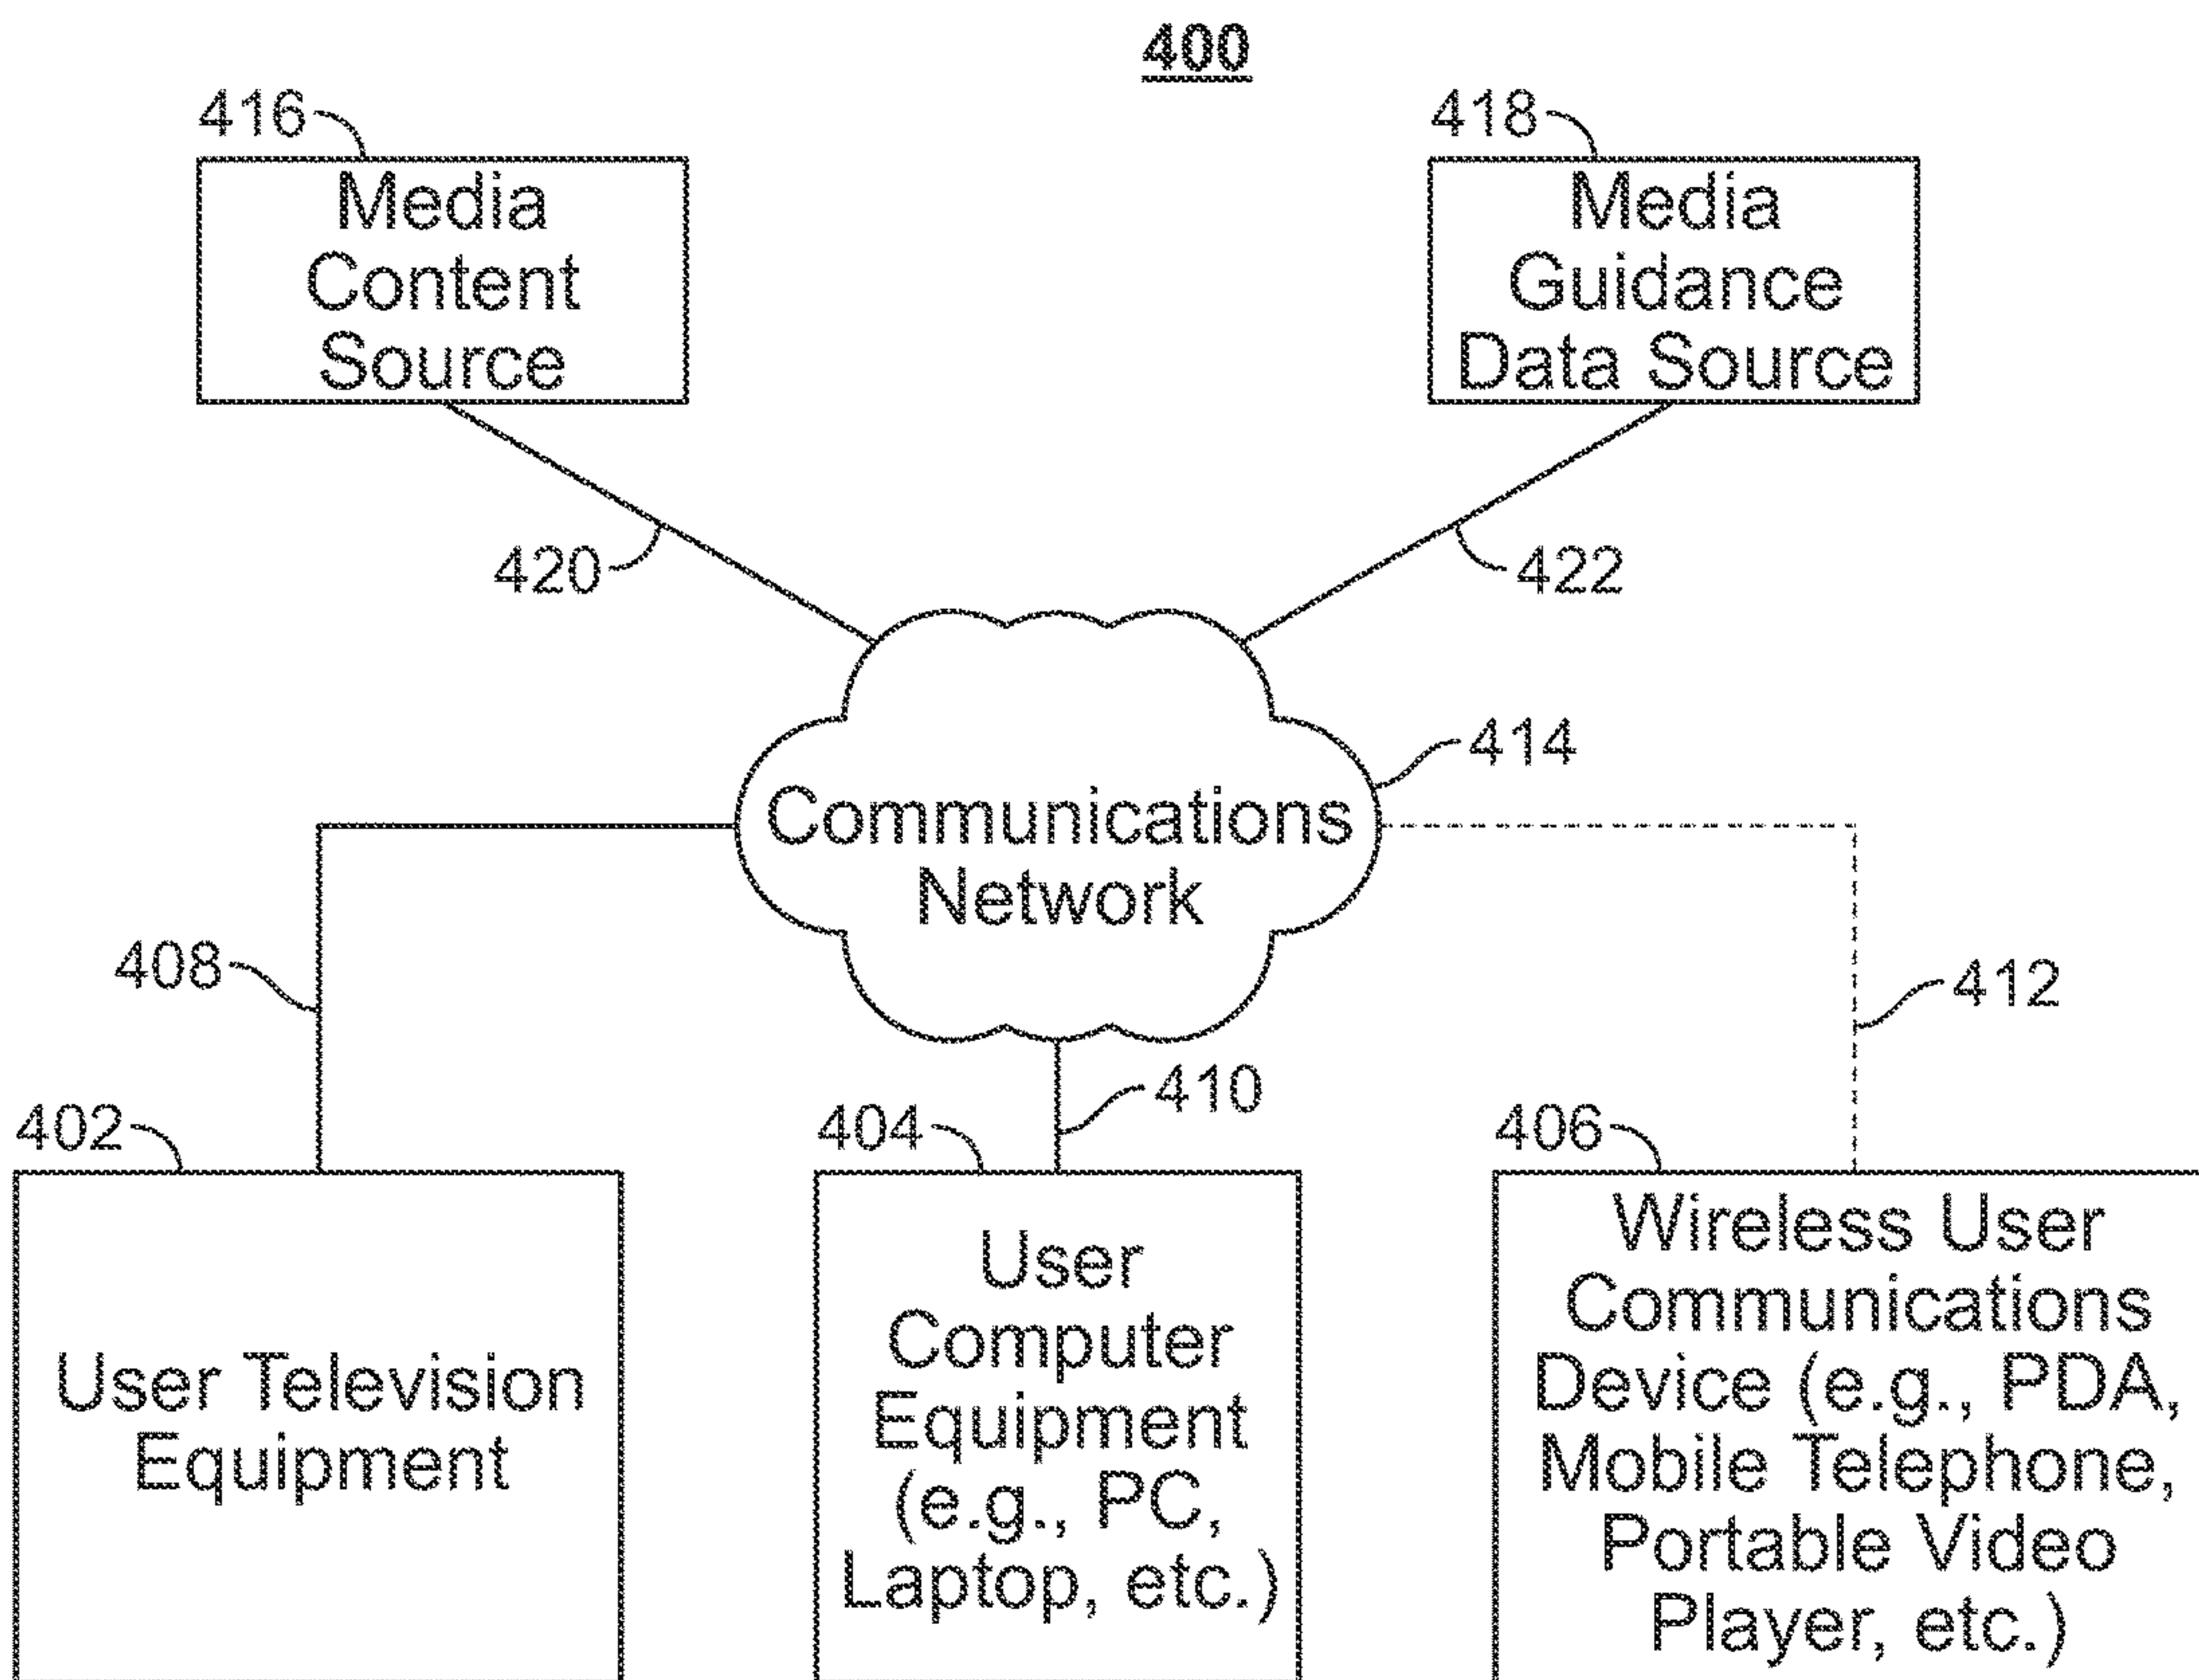 400
416
418
Media
Content
Source
Media
Guidance
Data Source
420
422
414
Communications
Network
408
412
410
402
404
406
User Television
Equipment
User
Computer
Equipment
(e.g., PC,
Laptop, etc.)
Wireless User
Communications
Device (e.g., PDA,
Mobile Telephone,
Portable Video
Player, etc.)